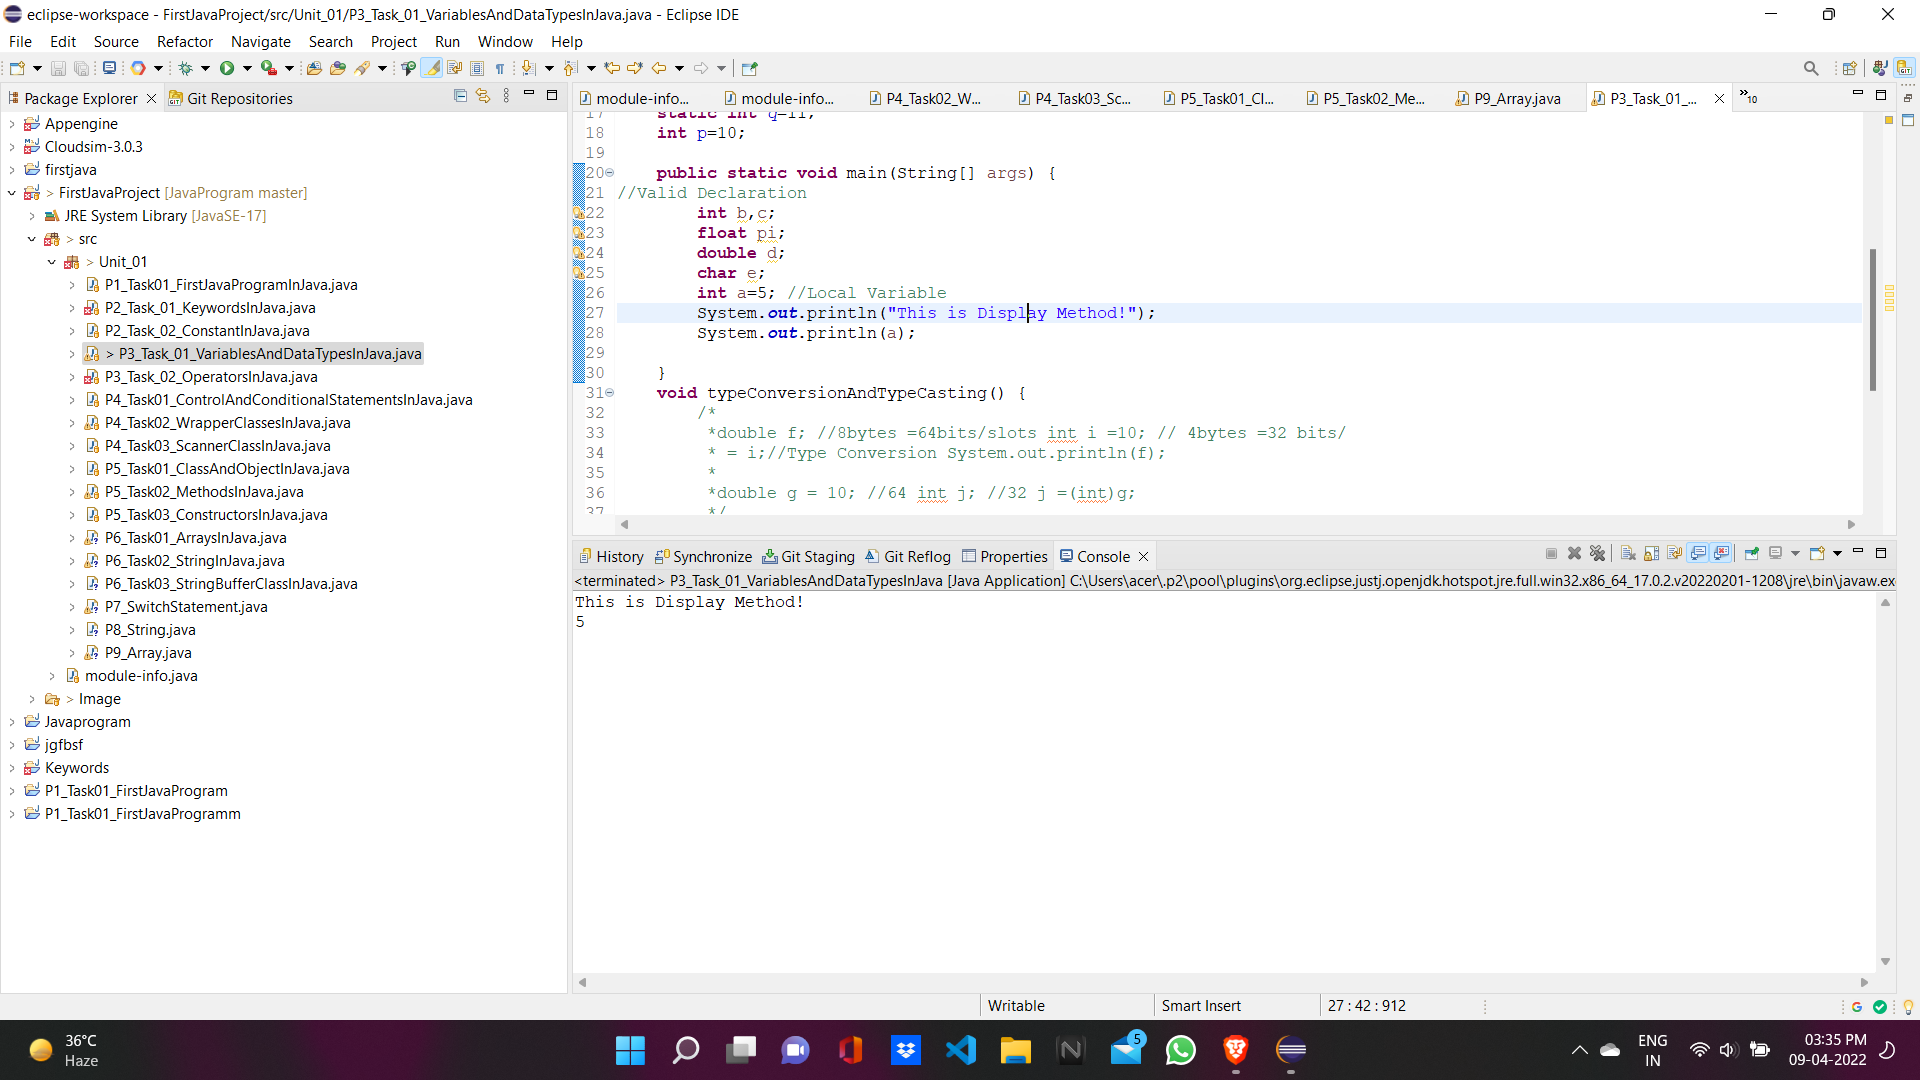 eclipse-workspace - FirstJavaProject/src/Unit_01/P3_Task_01_VariablesAndDataTypesInJava.java - Eclipse IDE
File Edit Source Refactor Navigate Search Project Run Window Help
Package Explorer
Git Repositories
Appengine
Cloudsim-3.0.3
firstjava
> FirstJavaProject [JavaProgram master]
JRE System Library [JavaSE-17]
> src
> Unit_01
P1_Task01_FirstJavaProgramInJava.java
P2_Task_01_KeywordsInJava.java
P2_Task_02_ConstantInJava.java
> P3_Task_01_VariablesAndDataTypesInJava.java
P3_Task_02_OperatorsInJava.java
P4_Task01_ControlAndConditionalStatementsInJava.java
P4_Task02_WrapperClassesInJava.java
P4_Task03_ScannerClassInJava.java
P5_Task01_ClassAndObjectInJava.java
P5_Task02_MethodsInJava.java
P5_Task03_ConstructorsInJava.java
P6_Task01_ArraysInJava.java
P6_Task02_StringInJava.java
P6_Task03_StringBufferClassInJava.java
P7_SwitchStatement.java
P8_String.java
P9_Array.java
module-info.java
> Image
Javaprogram
jgfbsf
Keywords
P1_Task01_FirstJavaProgram
P1_Task01_FirstJavaProgramm
module-info... module-info... P4_Task02_W... P4_Task03_Sc... P5_Task01_Cl... P5_Task02_Me... P9_Array.java P3_Task_01_... »10
17 static int q=11;
18 int p=10;
19
20 public static void main(String[] args) {
21 //Valid Declaration
22 int b,c;
23 float pi;
24 double d;
25 char e;
26 int a=5; //Local Variable
27 System.out.println("This is Display Method!");
28 System.out.println(a);
29
30 }
31 void typeConversionAndTypeCasting() {
32 /*
33 *double f; //8bytes =64bits/slots int i =10; // 4bytes =32 bits/
34 * = i;//Type Conversion System.out.println(f);
35 *
36 *double g = 10; //64 int j; //32 j =(int)g;
37 */
History Synchronize Git Staging Git Reflog Properties Console
<terminated> P3_Task_01_VariablesAndDataTypesInJava [Java Application] C:\Users\acer\.p2\pool\plugins\org.eclipse.justj.openjdk.hotspot.jre.full.win32.x86_64_17.0.2.v20220201-1208\jre\bin\javaw.exe
This is Display Method!
5
Writable
Smart Insert
27 : 42 : 912
36°C
Haze
5
ENG
IN
03:35 PM
09-04-2022